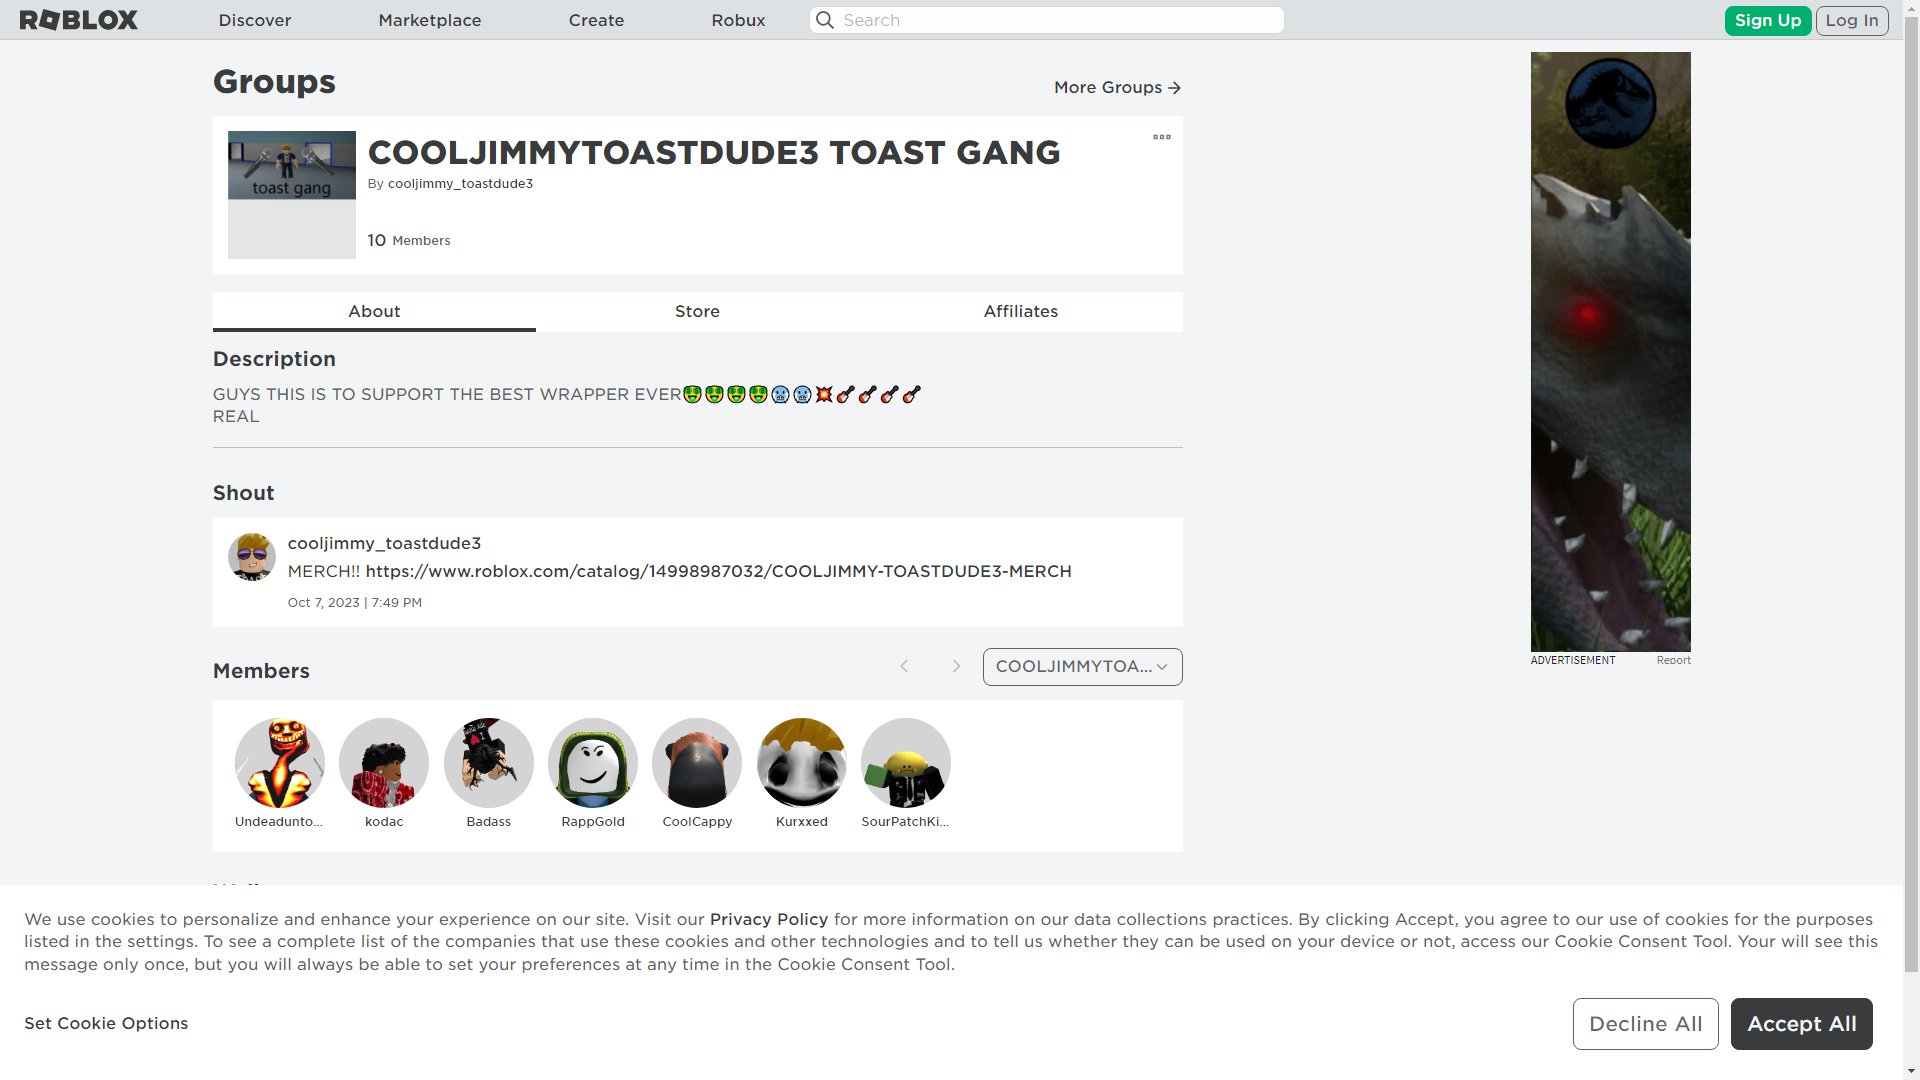 ROBLOX
Discover
Marketplace
Create
Robux
Search
Sign Up
Log In
Groups
More Groups
toast gang
COOLJIMMYTOASTDUDE3 TOAST GANG
By cooljimmy_toastdude3
10 Members
About
Store
Affiliates
Description
GUYS THIS IS TO SUPPORT THE BEST WRAPPER EVER🤑🤑🤑🤑🥶🥶💥🎸🎸🎸🎸
REAL
Shout
cooljimmy_toastdude3
MERCH!! https://www.roblox.com/catalog/14998987032/COOLJIMMY-TOASTDUDE3-MERCH
Oct 7, 2023 | 7:49 PM
ADVERTISEMENT
Report
Members
COOLJIMMYTOA...
Undeadunto...
kodac
Badass
RappGold
CoolCappy
Kurxxed
SourPatchKi...
We use cookies to personalize and enhance your experience on our site. Visit our Privacy Policy for more information on our data collections practices. By clicking Accept, you agree to our use of cookies for the purposes
listed in the settings. To see a complete list of the companies that use these cookies and other technologies and to tell us whether they can be used on your device or not, access our Cookie Consent Tool. Your will see this
message only once, but you will always be able to set your preferences at any time in the Cookie Consent Tool.
Set Cookie Options
Decline All
Accept All